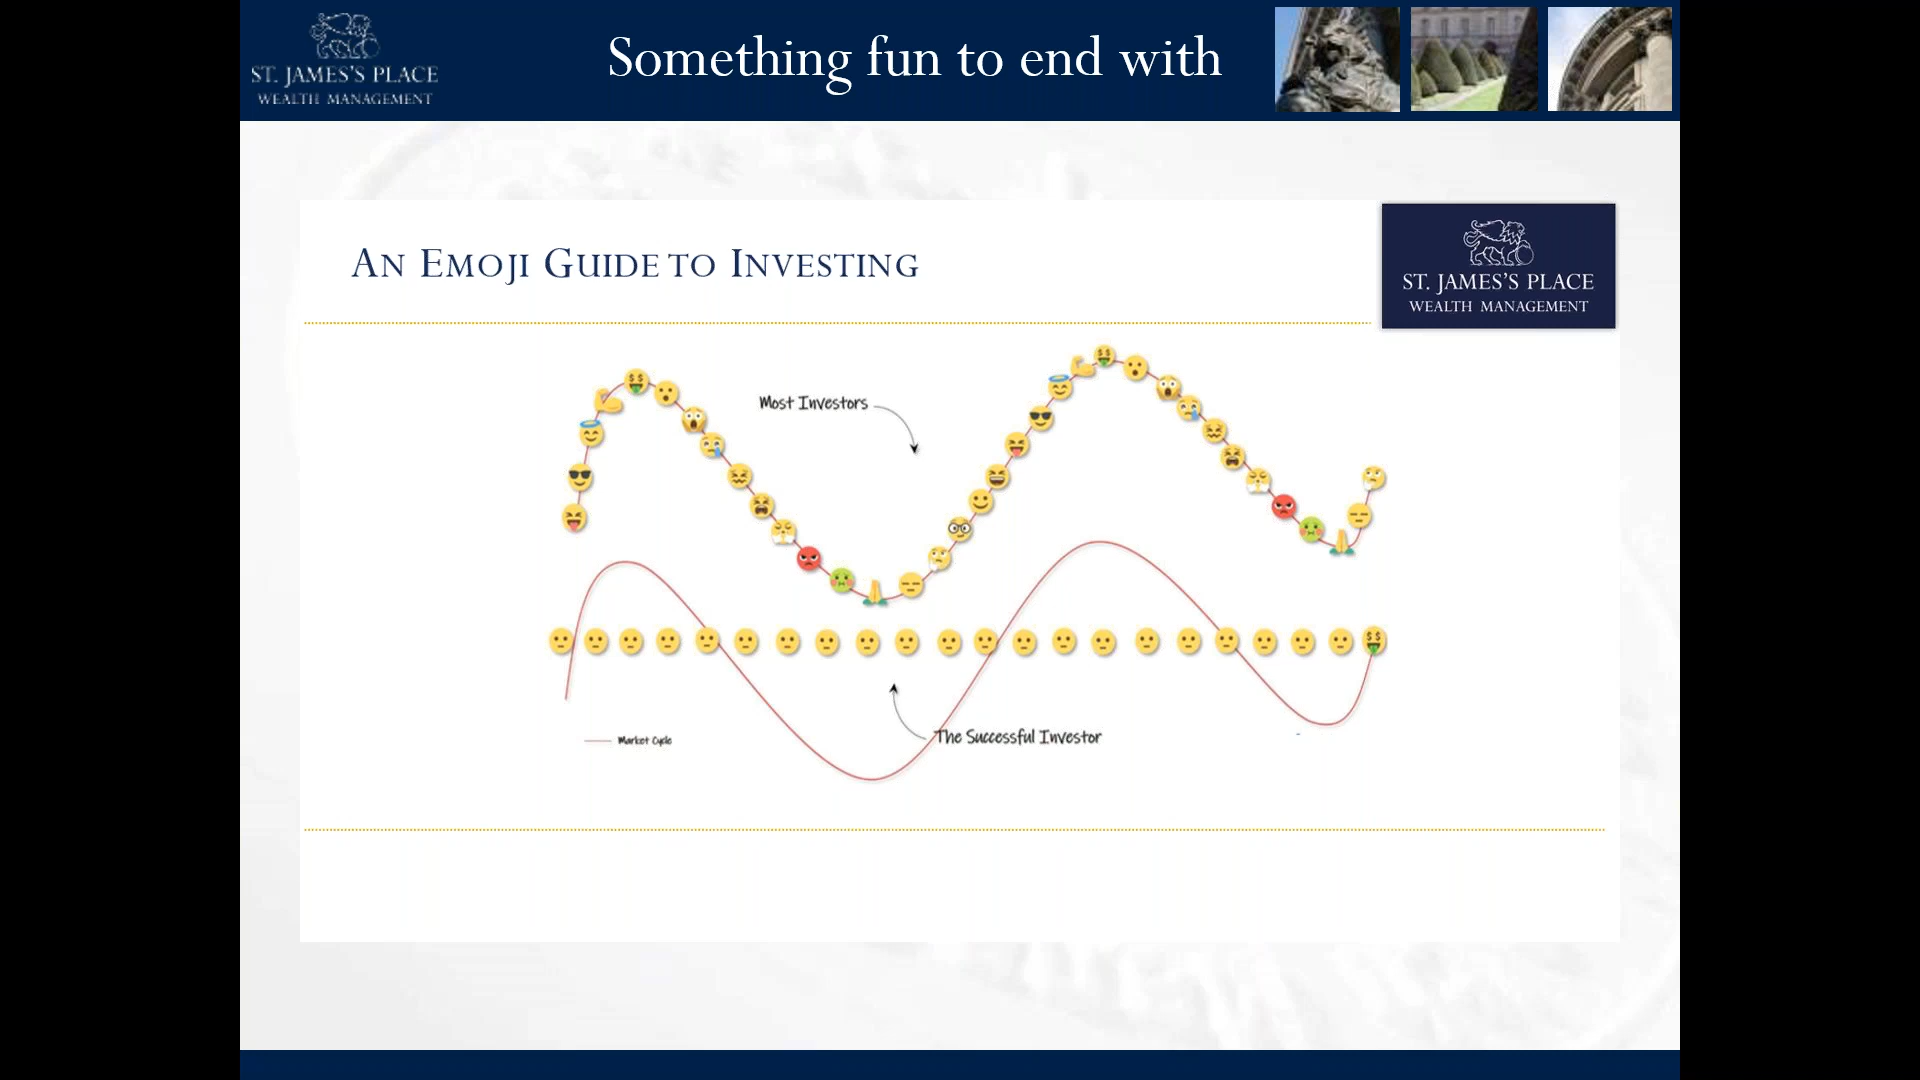 ST. JAMES'S PLACE
WEALTH MANAGEMENT
Something fun to end with
AN EMOJI GUIDE TO INVESTING
ST. JAMES'S PLACE
WEALTH MANAGEMENT
Most Investors
The Successful Investor
Market Cycle